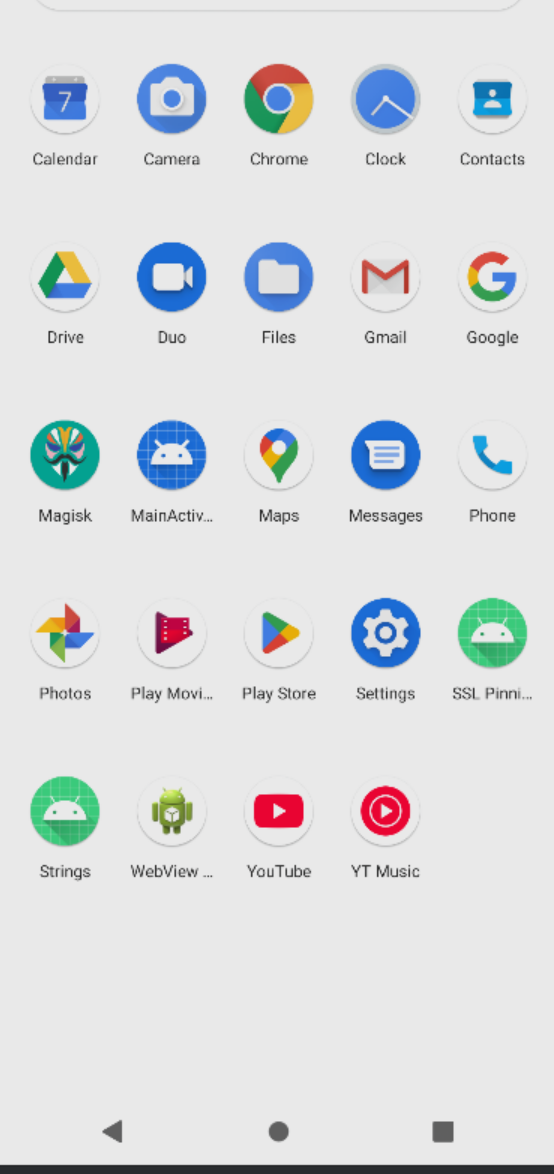 7
Calendar
Camera
Chrome
Clock
Contacts
Drive
Duo
Files
Gmail
Google
Magisk
MainActiv...
Maps
Messages
Phone
Photos
Play Movi...
Play Store
Settings
SSL Pinni...
Strings
WebView ...
YouTube
YT Music